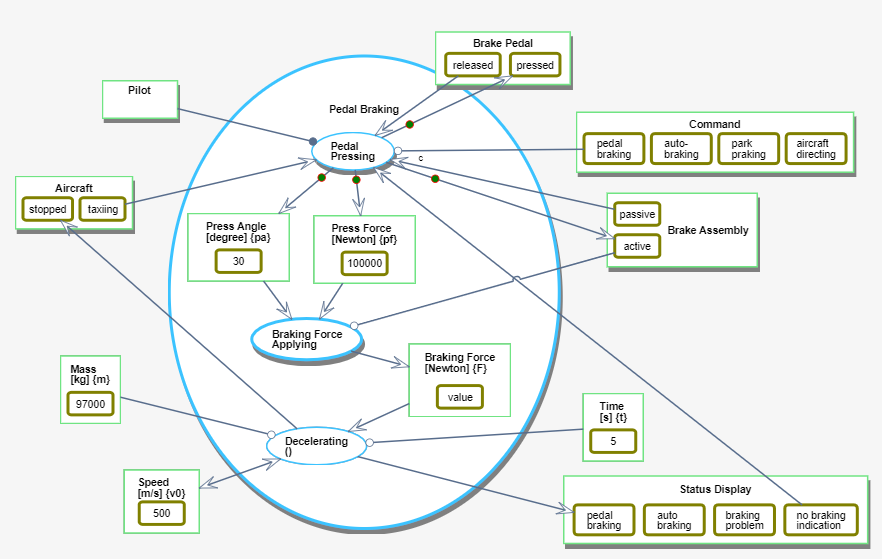 Brake Pedal
released
pressed
Pilot
Pedal Braking
Command
pedal
braking
auto-
braking
park
praking
aircraft
directing
Pedal
Pressing
c
Aircraft
stopped
taxiing
passive
active
Brake Assembly
Press Angle
[degree] {pa}
30
Press Force
[Newton] {pf}
100000
Braking Force
Applying
Braking Force
[Newton] {F}
value
Mass
[kg] {m}
97000
Time
[s] {t}
5
Decelerating
()
Speed
[m/s] {v0}
500
Status Display
pedal
braking
auto
braking
braking
problem
no braking
indication